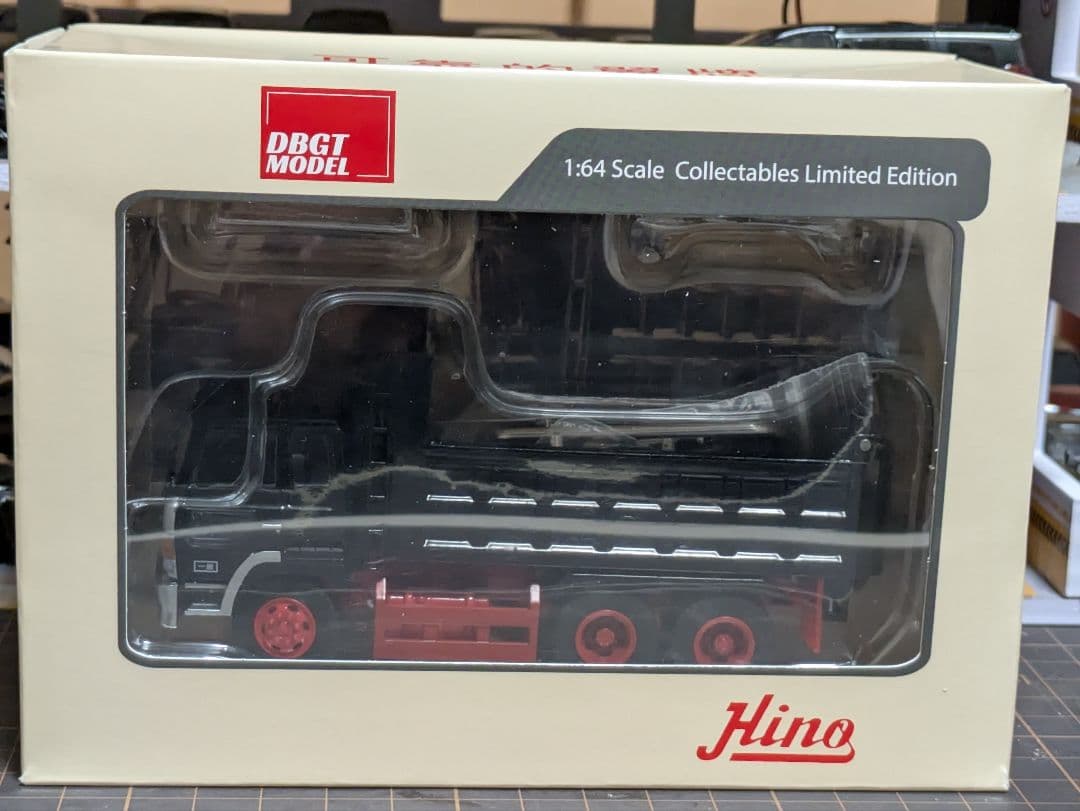 DBGT
MODEL
1:64 Scale Collectables Limited Edition
Hino